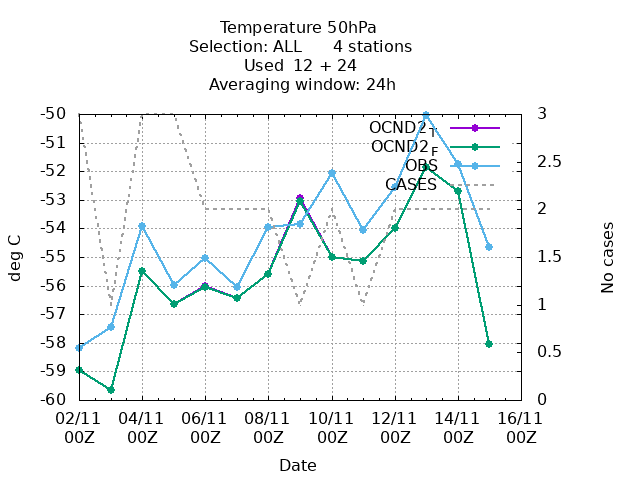 Temperature 50hPa
Selection: ALL 4 stations
Used 12 + 24
Averaging window: 24h
-50
-51
-52
-53
-54
-55
-56
-57
-58
-59
-60
3
2.5
2
1.5
1
0.5
0
OCND2T
OCND2F
OBS
CASES
deg C
No cases
02/11 04/11 06/11 08/11 10/11 12/11 14/11 16/11
00Z 00Z 00Z 00Z 00Z 00Z 00Z 00Z
Date